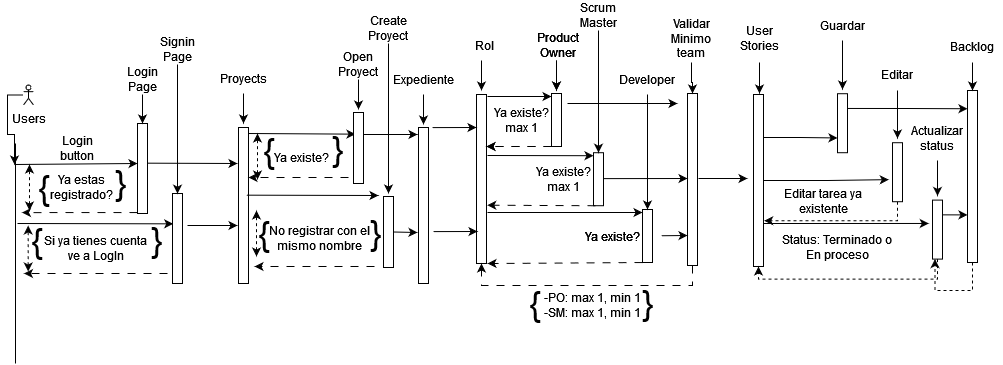 Users
Login
button
Login
Page
Signin
Page
Ya estas
registrado?
Si ya tienes cuenta
ve a LogIn
Proyects
Open
Proyect
Create
Proyect
Expediente
Ya existe?
No registrar con el
mismo nombre
Rol
Product
Owner
Scrum
Master
Developer
Validar
Minimo
team
Ya existe?
max 1
Ya existe?
max 1
Ya existe?
-PO: max 1, min 1
-SM: max 1, min 1
User
Stories
Guardar
Editar
Actualizar
status
Backlog
Editar tarea ya
existente
Status: Terminado o
En proceso